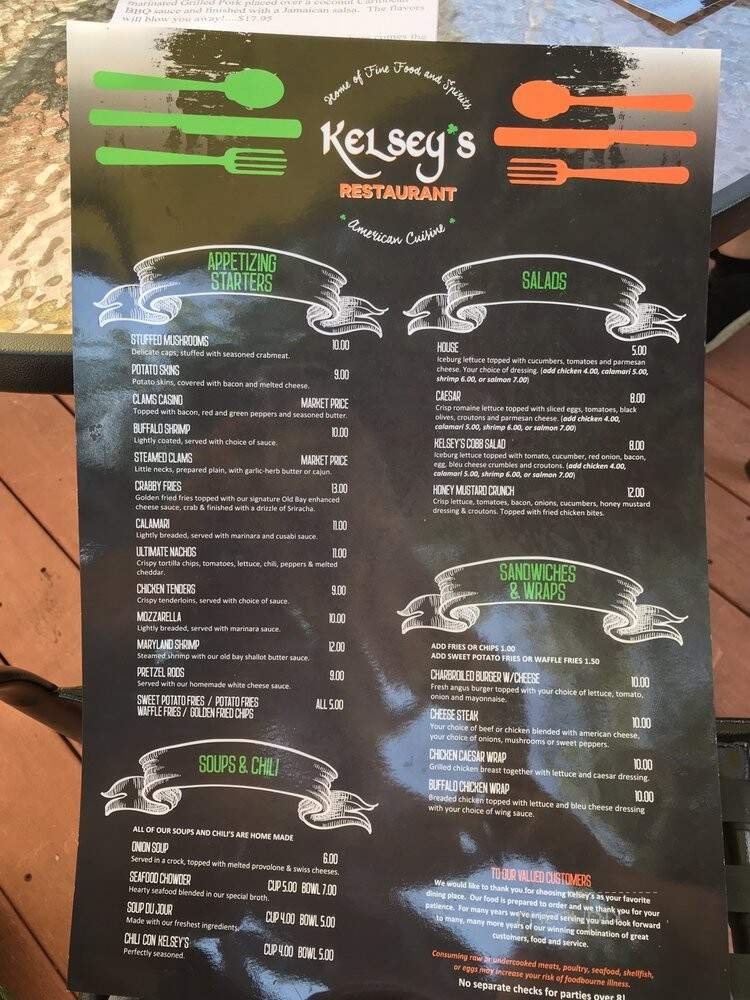 marinated Grilled Pork placed over a coconut Caribbean
BBQ sauce and finished with a Jamaican salsa. The flavors
will blow you away!....$17.95
comes the
Home of Fine Food and Spirits
Kelsey's
RESTAURANT
American Cuisine
APPETIZING
STARTERS
STUFFED MUSHROOMS 10.00
Delicate caps, stuffed with seasoned crabmeat.
POTATO SKINS 9.00
Potato skins, covered with bacon and melted cheese.
CLAMS CASINO MARKET PRICE
Topped with bacon, red and green peppers and seasoned butter.
BUFFALO SHRIMP 10.00
Lightly coated, served with choice of sauce.
STEAMED CLAMS MARKET PRICE
Little necks, prepared plain, with garlic-herb butter or cajun.
CRABBY FRIES 13.00
Golden fried fries topped with our signature Old Bay enhanced
cheese sauce, crab & finished with a drizzle of Sriracha.
CALAMARI 11.00
Lightly breaded, served with marinara and cusabi sauce.
ULTIMATE NACHOS 11.00
Crispy tortilla chips, tomatoes, lettuce, chili, peppers & melted
cheddar.
CHICKEN TENDERS 9.00
Crispy tenderloins, served with choice of sauce.
MOZZARELLA 10.00
Lightly breaded, served with marinara sauce.
MARYLAND SHRIMP 12.00
Steamed shrimp with our old bay shallot butter sauce.
PRETZEL RODS 9.00
Served with our homemade white cheese sauce.
SWEET POTATO FRIES / POTATO FRIES ALL 5.00
WAFFLE FRIES / GOLDEN FRIED CHIPS
SOUPS & CHILI
ALL OF OUR SOUPS AND CHILI'S ARE HOME MADE
ONION SOUP 6.00
Served in a crock, topped with melted provolone & swiss cheeses.
SEAFOOD CHOWDER CUP 5.00 BOWL 7.00
Hearty seafood blended in our special broth.
SOUP DU JOUR CUP 4.00 BOWL 5.00
Made with our freshest ingredients.
CHILI CON KELSEY'S CUP 4.00 BOWL 5.00
Perfectly seasoned.
SALADS
HOUSE 5.00
Iceburg lettuce topped with cucumbers, tomatoes and parmesan
cheese. Your choice of dressing. (add chicken 4.00, calamari 5.00,
shrimp 6.00, or salmon 7.00)
CAESAR 8.00
Crisp romaine lettuce topped with sliced eggs, tomatoes, black
olives, croutons and parmesan cheese. (add chicken 4.00,
calamari 5.00, shrimp 6.00, or salmon 7.00)
KELSEY'S COBB SALAD 8.00
Iceburg lettuce topped with tomato, cucumber, red onion, bacon,
egg, bleu cheese crumbles and croutons. (add chicken 4.00,
calamari 5.00, shrimp 6.00, or salmon 7.00)
HONEY MUSTARD CRUNCH 12.00
Crisp lettuce, tomatoes, bacon, onions, cucumbers, honey mustard
dressing & croutons. Topped with fried chicken bites.
SANDWICHES
& WRAPS
ADD FRIES OR CHIPS 1.00
ADD SWEET POTATO FRIES OR WAFFLE FRIES 1.50
CHARBROILED BURGER W/CHEESE 10.00
Fresh angus burger topped with your choice of lettuce, tomato,
onion and mayonnaise.
CHEESE STEAK 10.00
Your choice of beef or chicken blended with american cheese,
your choice of onions, mushrooms or sweet peppers.
CHICKEN CAESAR WRAP 10.00
Grilled chicken breast together with lettuce and caesar dressing.
BUFFALO CHICKEN WRAP 10.00
Breaded chicken topped with lettuce and bleu cheese dressing
with your choice of wing sauce.
TO OUR VALUED CUSTOMERS
We would like to thank you for choosing Kelsey's as your favorite
dining place. Our food is prepared to order and we thank you for your
patience. For many years we've enjoyed serving you and look forward
to many, many more years of our winning combination of great
customers, food and service.
Consuming raw or undercooked meats, poultry, seafood, shellfish,
or eggs may increase your risk of foodbourne illness.
No separate checks for parties over 8!